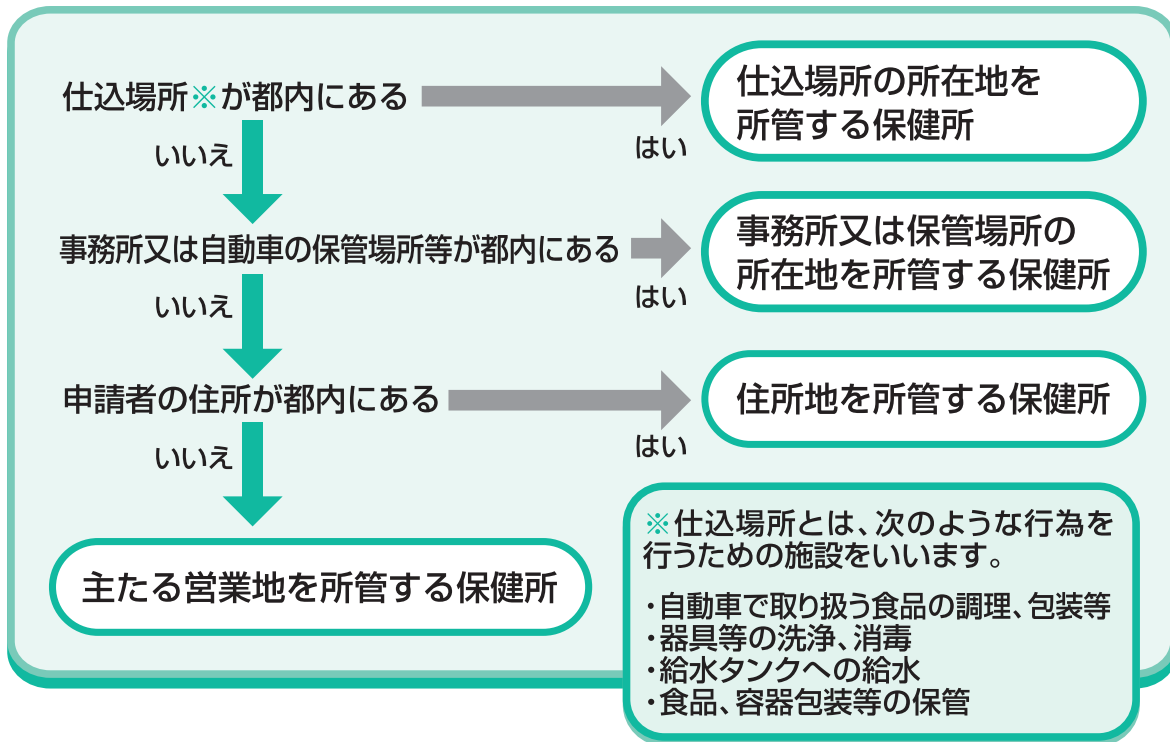 仕込場所※が都内にある
はい
仕込場所の所在地を
所管する保健所
いいえ
事務所又は自動車の保管場所等が都内にある
はい
事務所又は保管場所の
所在地を所管する保健所
いいえ
申請者の住所が都内にある
はい
住所地を所管する保健所
いいえ
主たる営業地を所管する保健所
※仕込場所とは、次のような行為を
行うための施設をいいます。
・自動車で取り扱う食品の調理、包装等
・器具等の洗浄、消毒
・給水タンクへの給水
・食品、容器包装等の保管